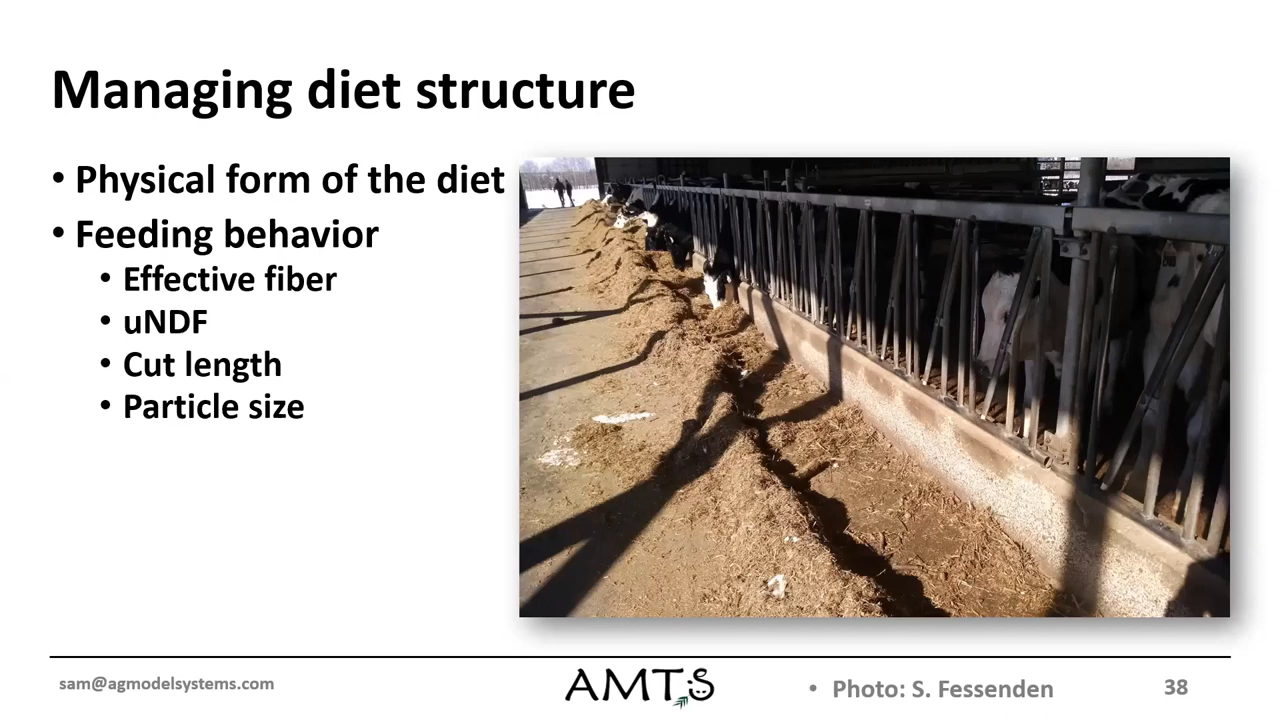 Managing diet structure
• Physical form of the diet
• Feeding behavior
• Effective fiber
• uNDF
• Cut length
• Particle size
sam@agmodelsystems.com
AMTS
• Photo: S. Fessenden
38